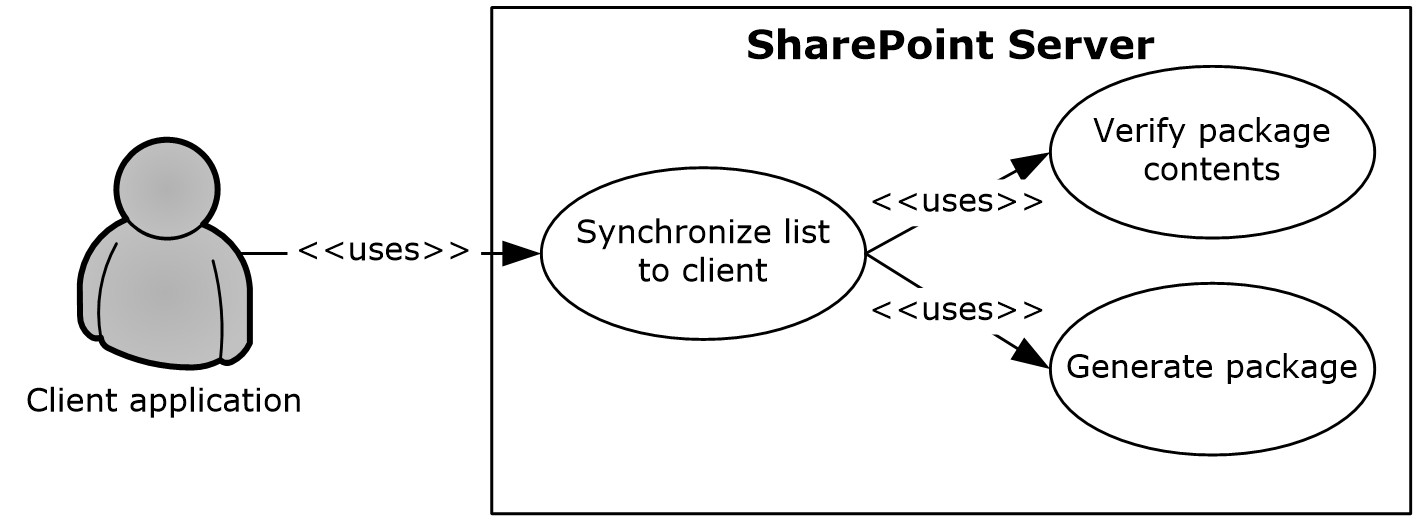 SharePoint Server
Verify package
contents
<<uses>>
Synchronize list
to client
<<uses>>
<<uses>>
Generate package
Client application